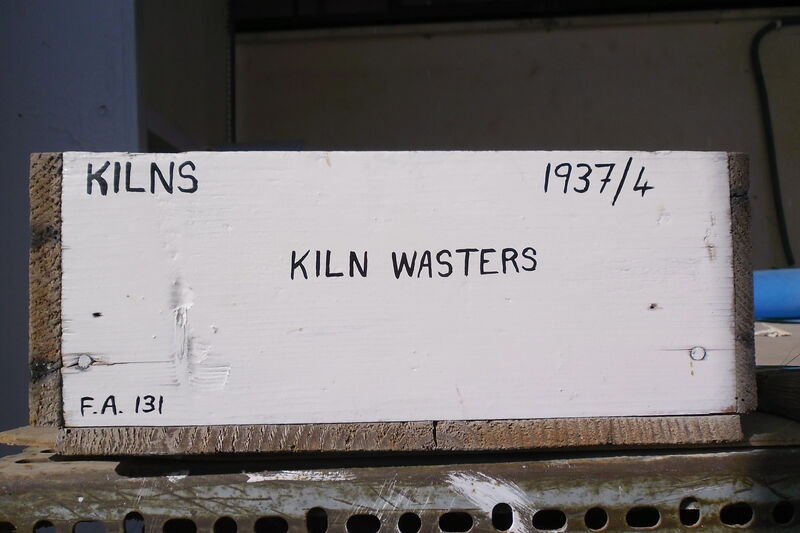 KILNS 1937/4
KILN WASTERS
F.A. 131